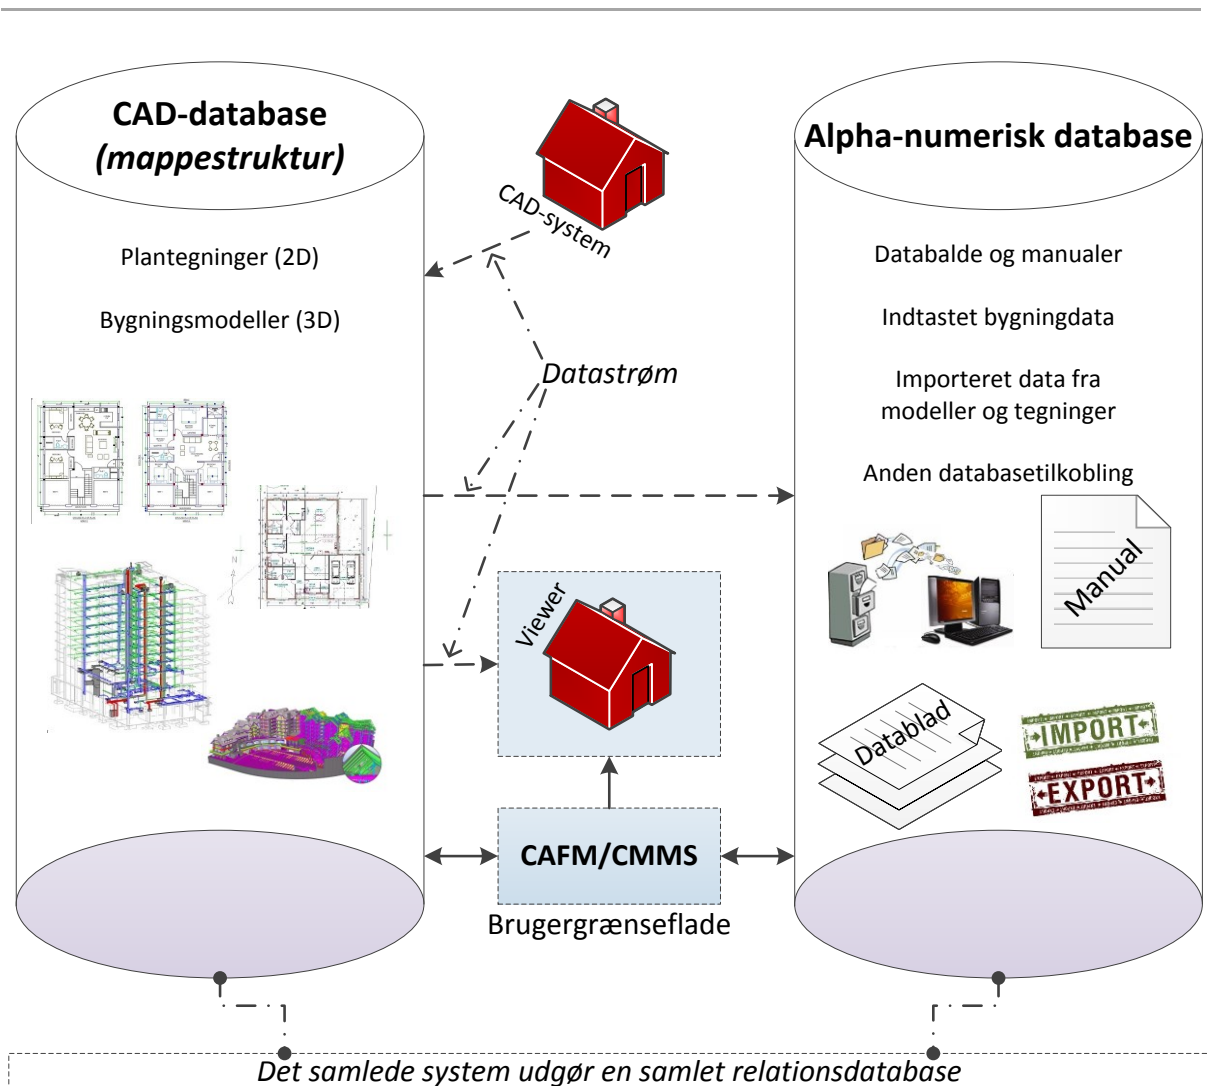 CAD-database
(mappestruktur)
Plantegninger (2D)
Bygningsmodeller (3D)
CAD-system
Datastrøm
Viewer
CAFM/CMMS
Brugergrænseflade
Alpha-numerisk database
Databalde og manualer
Indtastet bygningdata
Importeret data fra
modeller og tegninger
Anden databasetilkobling
Manual
Datablad
IMPORT
EXPORT
Det samlede system udgør en samlet relationsdatabase